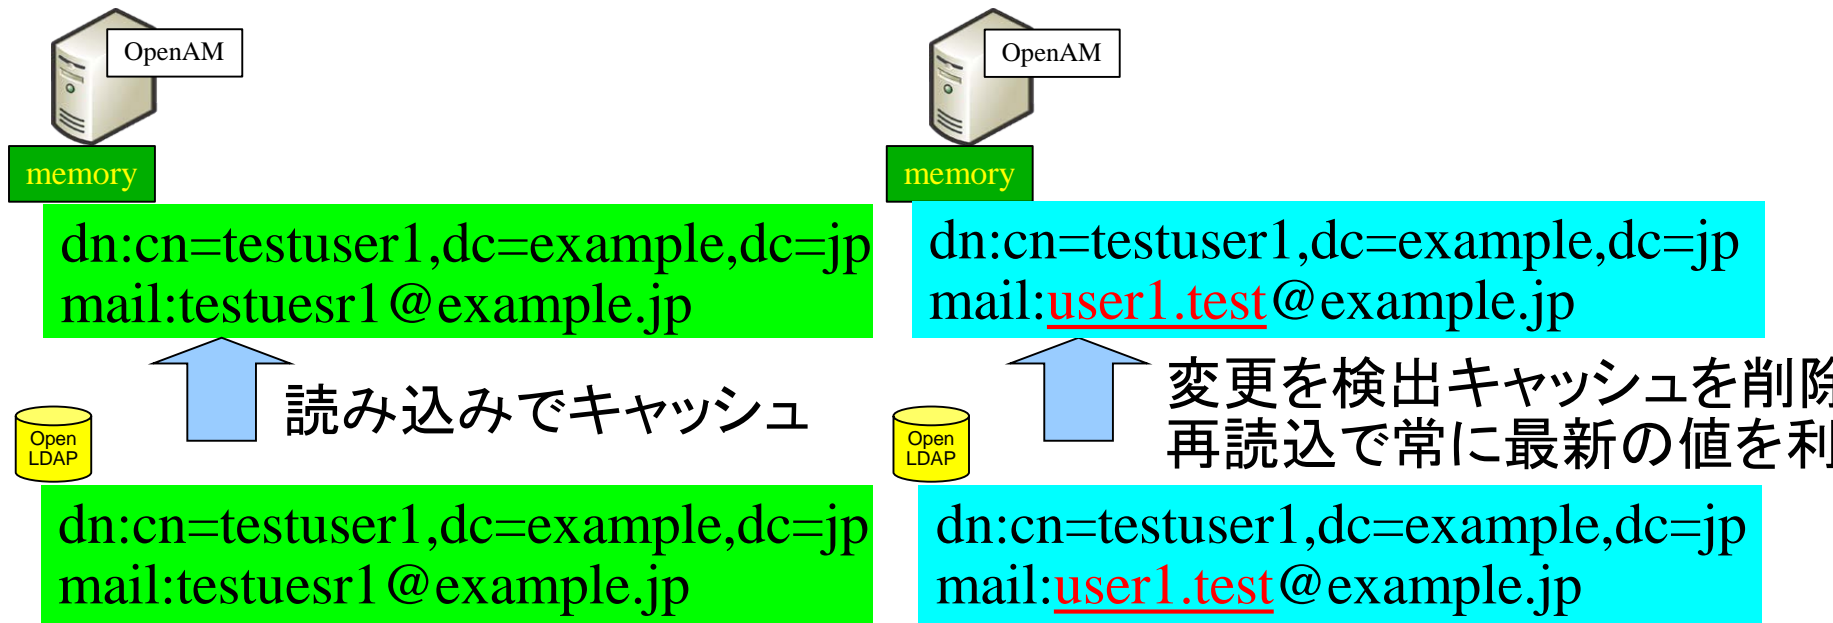 OpenAM
memory
dn:cn=testuser1,dc=example,dc=jp
mail:testuesr1@example.jp
読み込みでキャッシュ
Open
LDAP
dn:cn=testuser1,dc=example,dc=jp
mail:testuesr1@example.jp
OpenAM
memory
dn:cn=testuser1,dc=example,dc=jp
mail:user1.test@example.jp
変更を検出キャッシュを削除
再読込で常に最新の値を利
Open
LDAP
dn:cn=testuser1,dc=example,dc=jp
mail:user1.test@example.jp